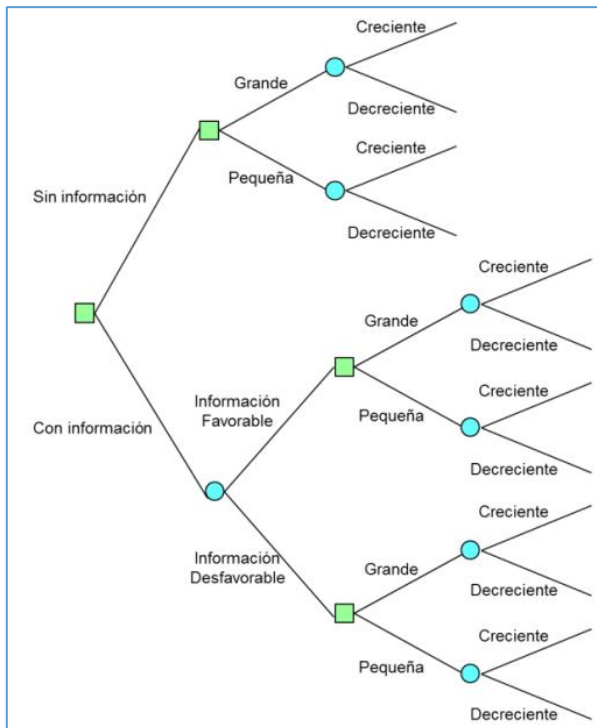 Creciente
Grande
Decreciente
Creciente
Pequeña
Decreciente
Sin información
Creciente
Grande
Decreciente
Información
Favorable
Creciente
Pequeña
Decreciente
Con información
Creciente
Información
Desfavorable
Grande
Decreciente
Creciente
Pequeña
Decreciente